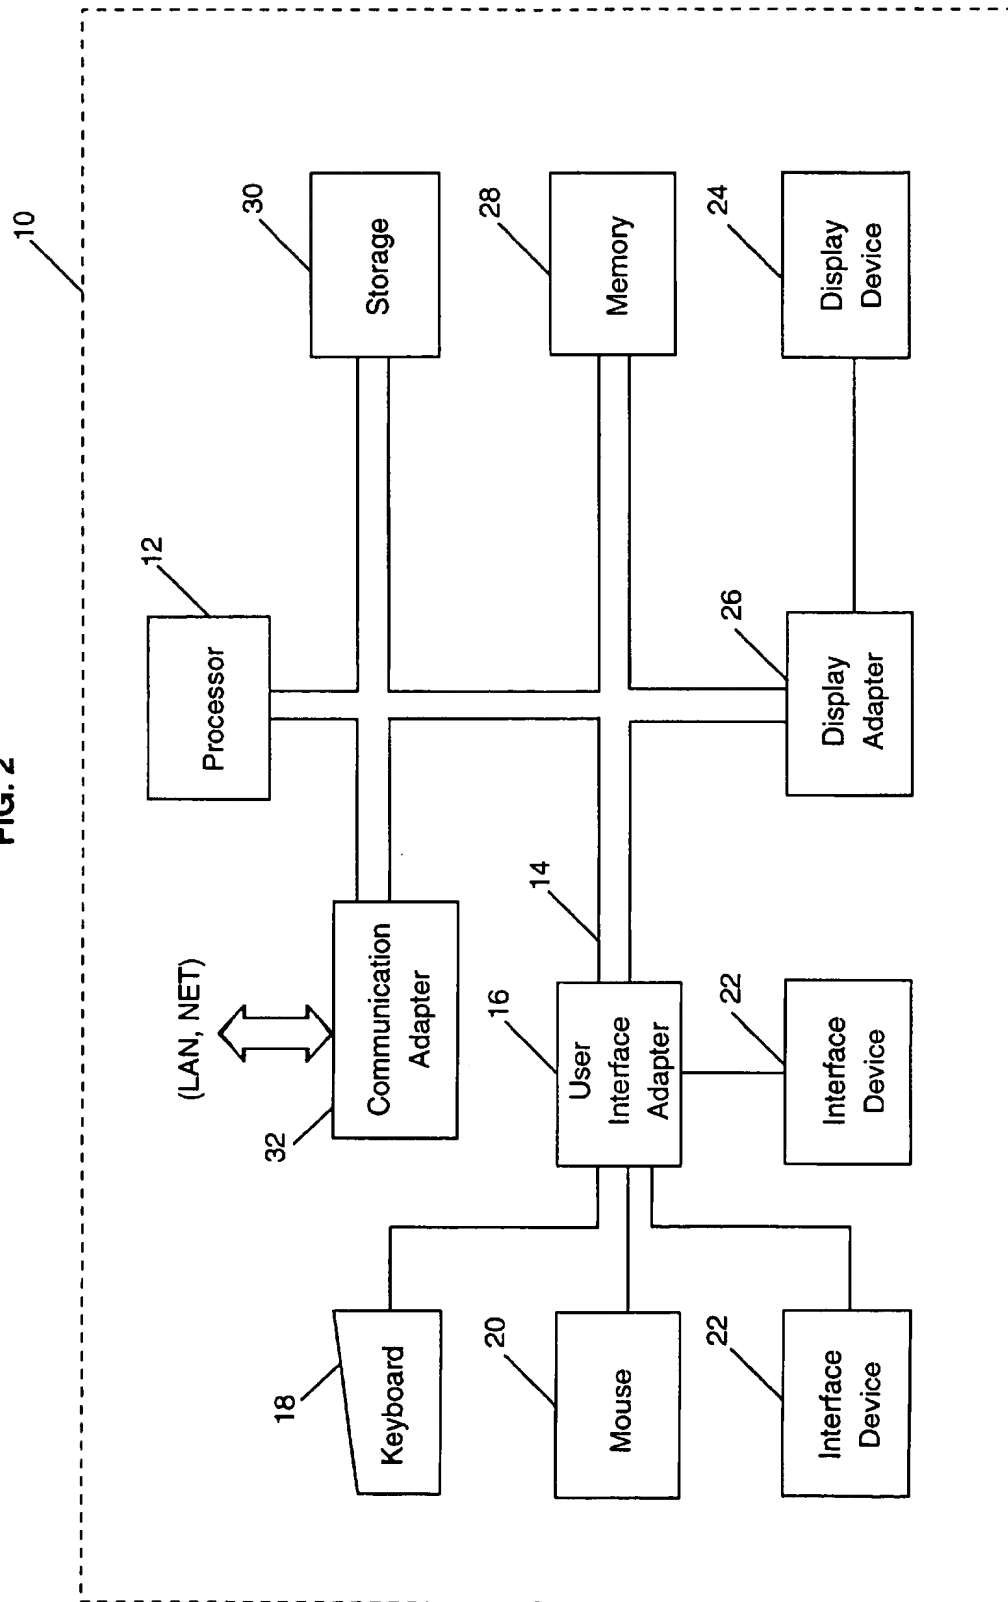 FIG. 2
10
12
Processor
30
Storage
(LAN, NET)
32
Communication
Adapter
28
Memory
18
Keyboard
14
16
User
Interface
Adapter
20
Mouse
26
Display
Adapter
24
Display
Device
22
Interface
Device
22
Interface
Device